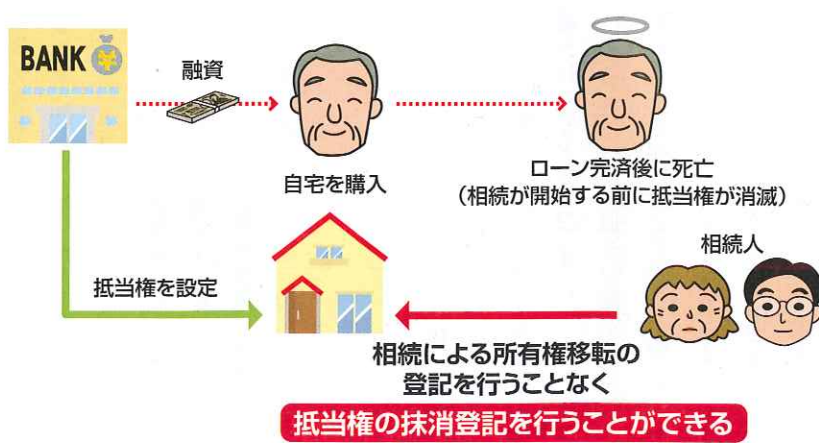 BANK
融資
自宅を購入
ローン完済後に死亡
(相続が開始する前に抵当権が消滅)
相続人
抵当権を設定
相続による所有権移転の
登記を行うことなく
抵当権の抹消登記を行うことができる